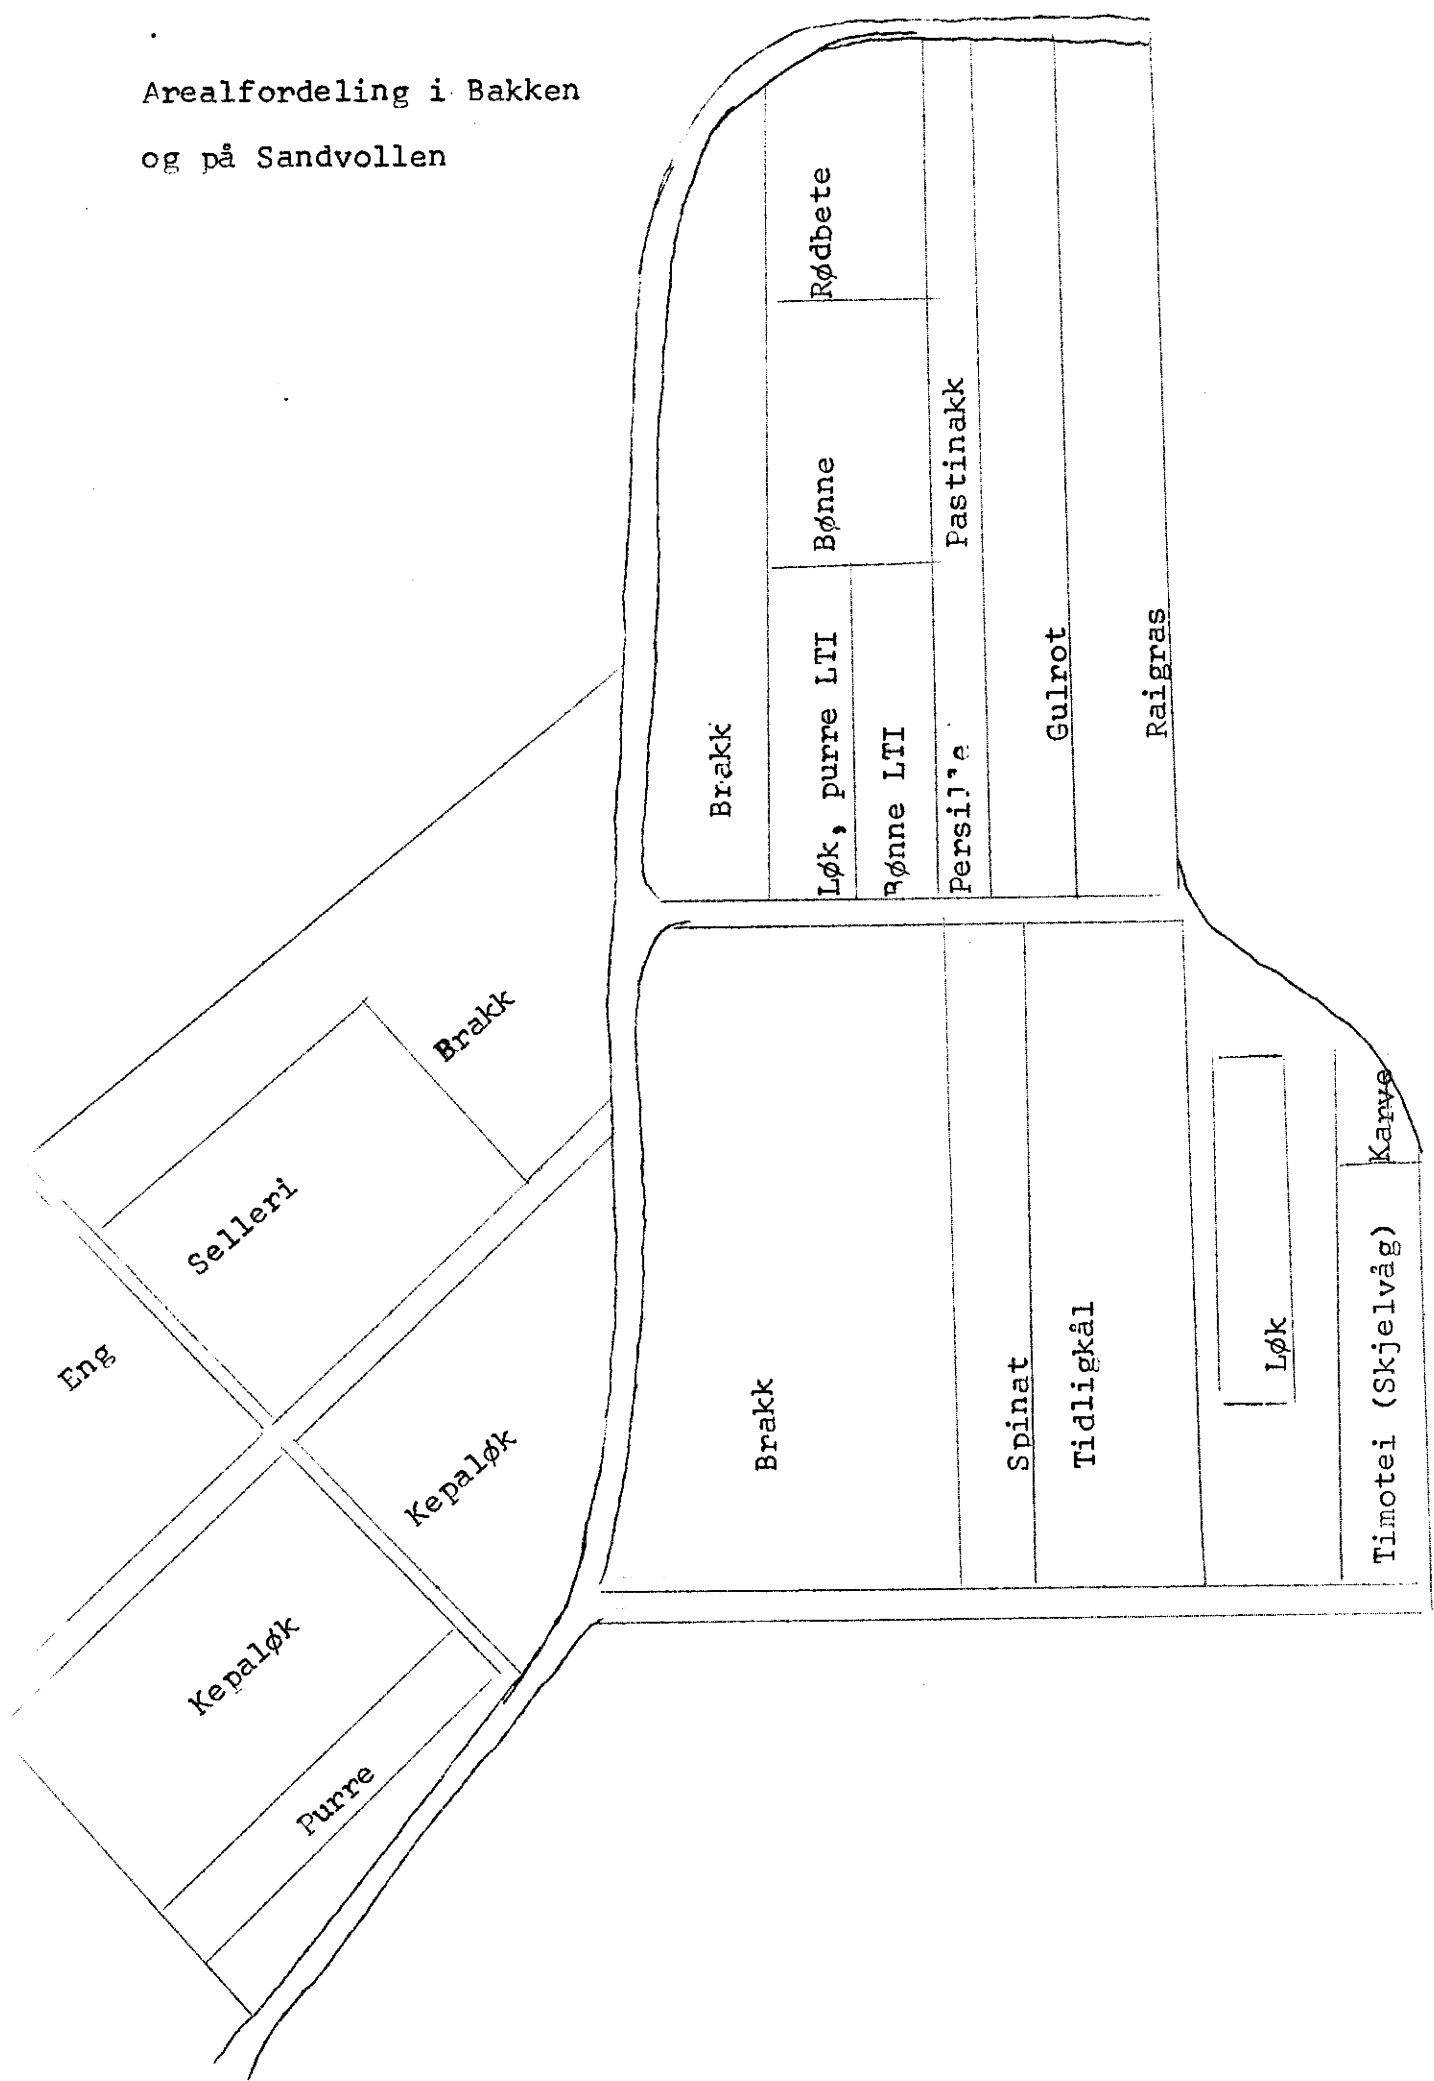 Arealfordeling i Bakken
og på Sandvollen
Rødbete
Bønne
Pastinakk
Brakk
Løk, purre LTI
Bønne LTI
Gulrot
Raigras
Brakk
Selleri
Eng
Kepaløk
Kepaløk
Purre
Brakk
Spinat
Tidligkål
Løk
Karve
Timotei (Skjelvåg)